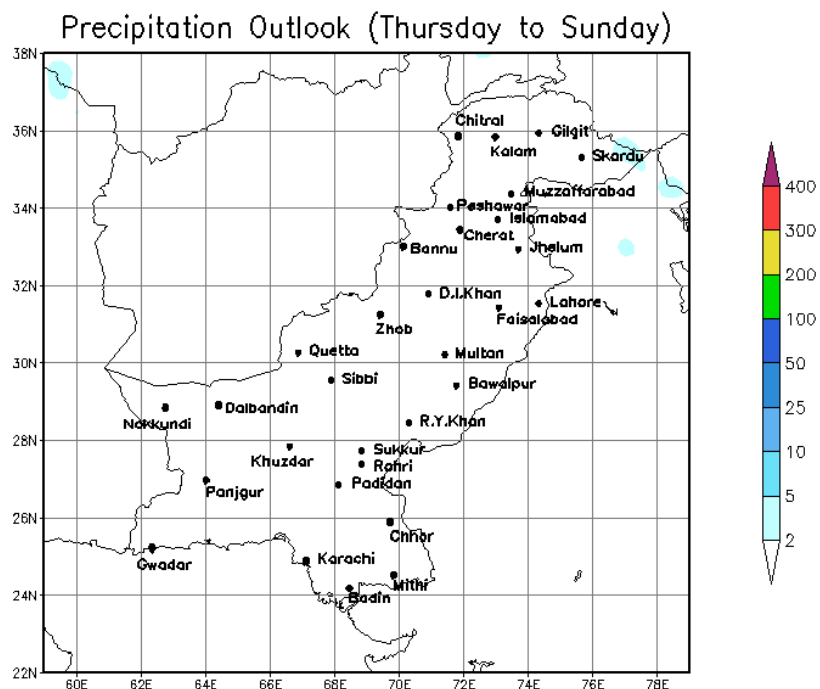 Precipitation Outlook (Thursday to Sunday)
38N
36N
34N
32N
30N
28N
26N
24N
22N
60E
62E
64E
66E
68E
70E
72E
74E
76E
78E
Chitral
Kalam
Gilgit
Skardu
Muzzaffarabad
Peshawar
Islamabad
Cherat
Bannu
Jhelum
D.I.Khan
Lahore
Faisalabad
Zhob
Quetta
Multan
Sibbi
Bawalpur
Dalbandin
Nokkundi
R.Y.Khan
Khuzdar
Sukkur
Rohri
Padidan
Panjgur
Chhor
Karachi
Gwadar
Mithi
Badin
400
300
200
100
50
25
10
5
2